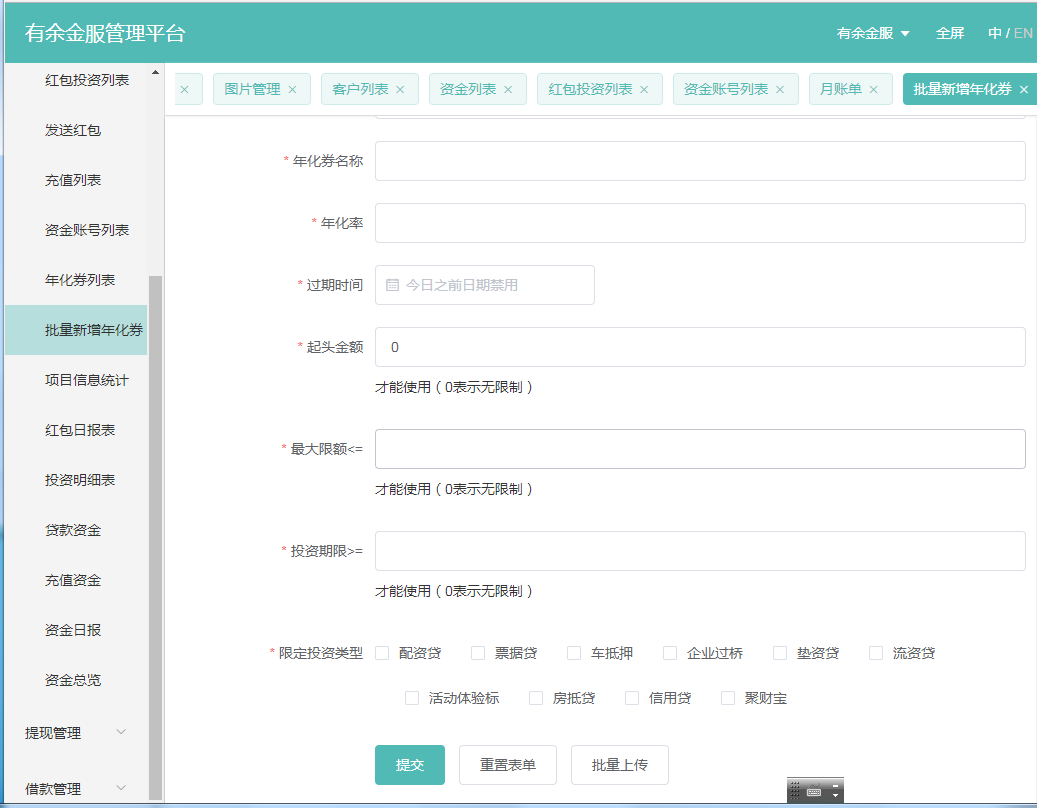 有余金服管理平台
有余金服 全屏 中 / EN
图片管理 客户列表 资金列表 红包投资列表 资金账号列表 月账单 批量新增年化券
红包投资列表
发送红包
充值列表
资金账号列表
年化券列表
批量新增年化券
项目信息统计
红包日报表
投资明细表
贷款资金
充值资金
资金日报
资金总览
提现管理
借款管理
* 年化券名称
* 年化率
* 过期时间 今日之前日期禁用
* 起头金额 0
才能使用（0表示无限制）
* 最大限额<=
才能使用（0表示无限制）
* 投资期限>=
才能使用（0表示无限制）
* 限定投资类型 配资贷 票据贷 车抵押 企业过桥 垫资贷 流资贷
活动体验标 房抵贷 信用贷 聚财宝
提交 重置表单 批量上传